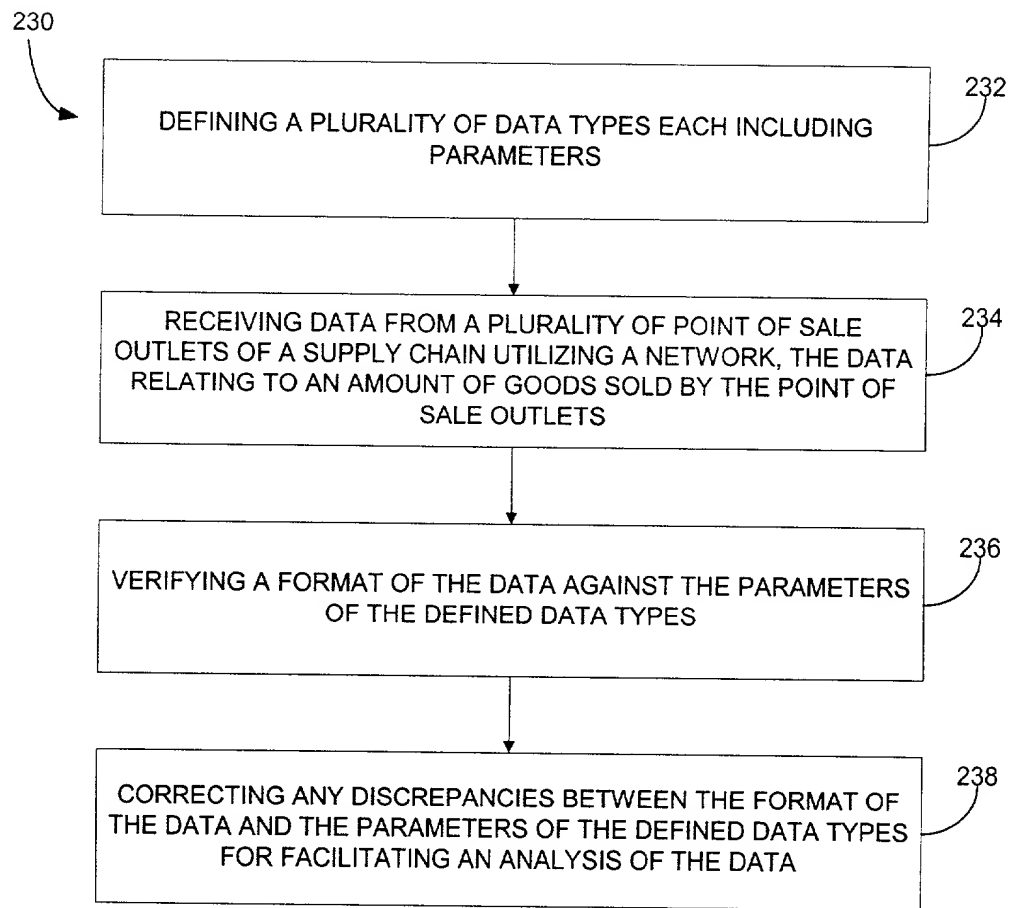 230
232
DEFINING A PLURALITY OF DATA TYPES EACH INCLUDING
PARAMETERS
234
RECEIVING DATA FROM A PLURALITY OF POINT OF SALE
OUTLETS OF A SUPPLY CHAIN UTILIZING A NETWORK, THE DATA
RELATING TO AN AMOUNT OF GOODS SOLD BY THE POINT OF
SALE OUTLETS
236
VERIFYING A FORMAT OF THE DATA AGAINST THE PARAMETERS
OF THE DEFINED DATA TYPES
238
CORRECTING ANY DISCREPANCIES BETWEEN THE FORMAT OF
THE DATA AND THE PARAMETERS OF THE DEFINED DATA TYPES
FOR FACILITATING AN ANALYSIS OF THE DATA